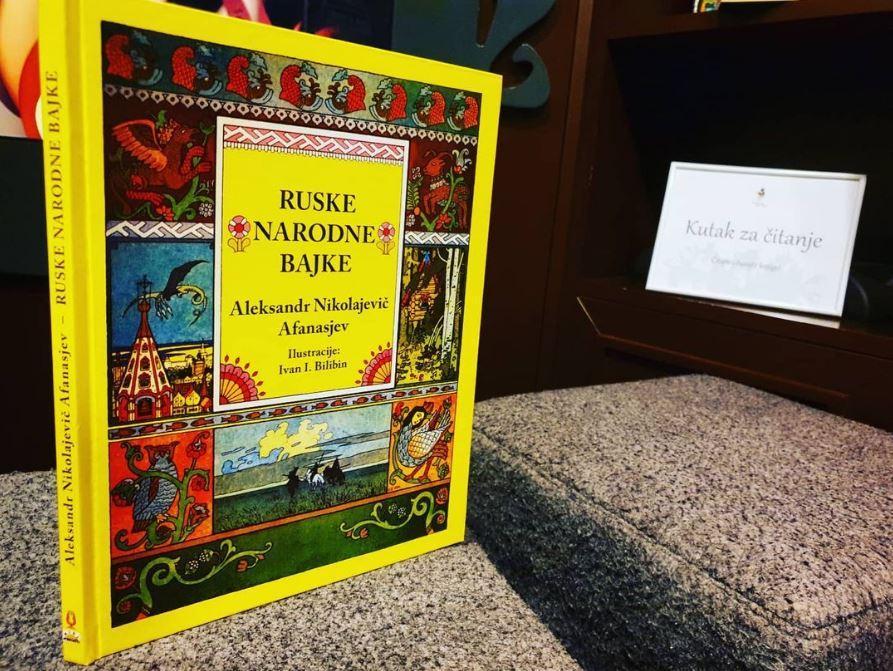 Aleksandr Nikolajevič Afanasjev – RUSKE NARODNE BAJKE
RUSKE
NARODNE
BAJKE
Aleksandr Nikolajevič
Afanasjev
Ilustracije:
Ivan I. Bilibin
Kutak za čitanje